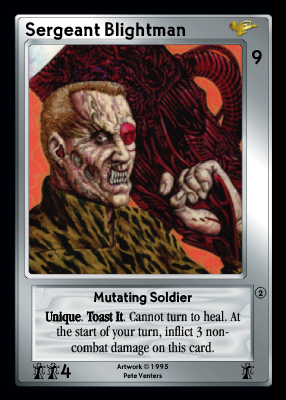 Sergeant Blightman
9
Mutating Soldier
2
Unique. Toast It. Cannot turn to heal. At
the start of your turn, inflict 3 non-
combat damage on this card.
4
Artwork © 1995
Pete Venters